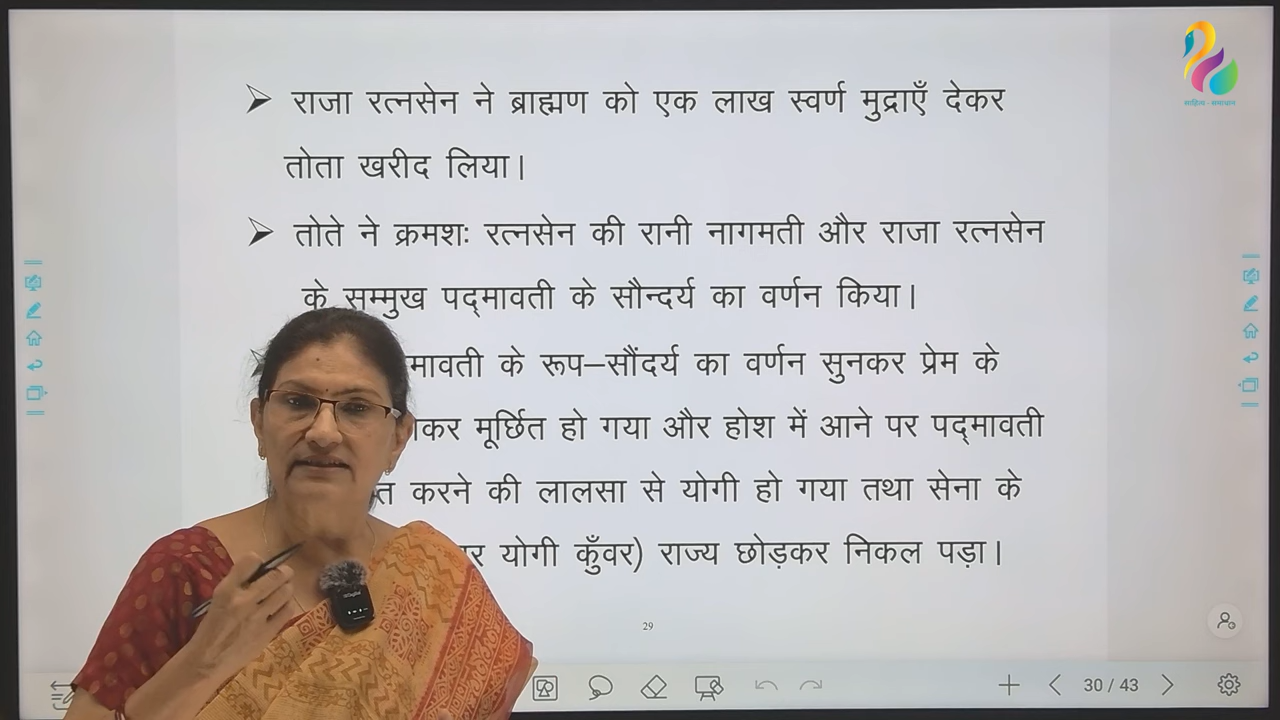 साहित्य - समाधान
➢ राजा रत्नसेन ने ब्राह्मण को एक लाख स्वर्ण मुद्राएँ देकर
तोता खरीद लिया।
➢ तोते ने क्रमशः रत्नसेन की रानी नागमती और राजा रत्नसेन
के सम्मुख पद्मावती के सौन्दर्य का वर्णन किया।
मावती के रूप–सौंदर्य का वर्णन सुनकर प्रेम के
कर मूर्छित हो गया और होश में आने पर पद्मावती
त करने की लालसा से योगी हो गया तथा सेना के
योगी कुँवर) राज्य छोड़कर निकल पड़ा।
29
30 / 43